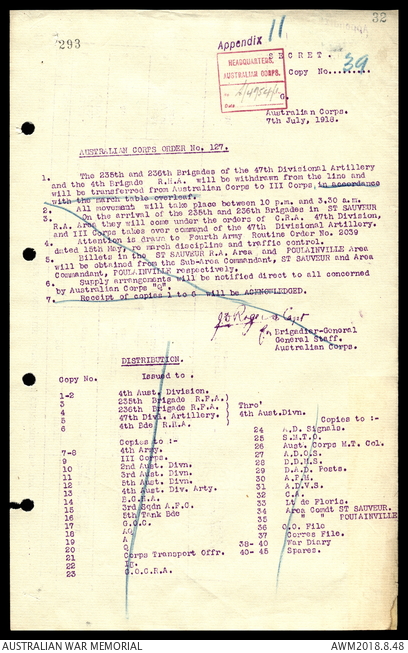 32
293
Appendix 11
S E C R E T .
HEADQUARTERS,
AUSTRALIAN CORPS.
Copy No. 39
No.
G.
Date
Australian Corps.
7th July, 1918.
AUSTRALIAN CORPS ORDER No. 127.
1. The 235th and 236th Brigades of the 47th Divisional Artillery
and the 4th Brigade R.H.A. will be withdrawn from the line and
will be transferred from Australian Corps to III Corps in accordance
with the march table overleaf.
2. All movement will take place between 10 p.m. and 3.30 a.m.
3. On the arrival of the 235th and 236th Brigades in ST SAUVEUR
R.A. Area they will come under the orders of C.R.A. 47th Division,
and III Corps takes over command of the 47th Divisional Artillery.
4. Attention is drawn to Fourth Army Routine Order No. 2039
dated 15th May, re march discipline and traffic control.
5. Billets in the ST SAUVEUR R.A. Area and POULAINVILLE Area
will be obtained from the Sub-Area Commandant, ST SAUVEUR and Area
Commandant, POULAINVILLE respectively.
6. Supply arrangements will be notified direct to all concerned
by Australian Corps "Q".
7. Receipt of copies 1 to 6 will be ACKNOWLEDGED.
Capt
for Brigadier-General
General Staff.
Australian Corps.
DISTRIBUTION.
Copy No. Issued to :
1-2 4th Aust. Division.
3 235th Brigade R.F.A.)
4 236th Brigade R.F.A.) Thro'
5 47th Divl. Artillery.) 4th Aust.Divn.
6 4th Bde R.H.A.
Copies to :-
7-8 4th Army.
9 III Corps.
10 2nd Aust. Divn.
11 3rd Aust. Divn.
12 5th Aust. Divn.
13 4th Aust. Div. Arty.
14 B.G.R.A.
15 3rd Sqdn A.F.C.
16 5th Tank Bde
17 G.O.C.
18 AQ
19 A
20 Q
21 Corps Transport Offr.
22
23 C.C.R.A.
Copies to :-
24 A.D. Signals.
25 S.M.T.O.
26 Aust Corps M.T. Col.
27 A.D.O.S.
28 D.D.M.S.
29 D.A.D. Posts.
30 A.P.M.
31 A.D.V.S.
32 C.A.
33 Lt de Floris.
34 Area Comdt ST SAUVEUR.
35 " " POULAINVILLE
36 C.O. File
37 Corres File.
38- 40 War Diary
40- 45 Spares.
AUSTRALIAN WAR MEMORIAL
AWM2018.8.48